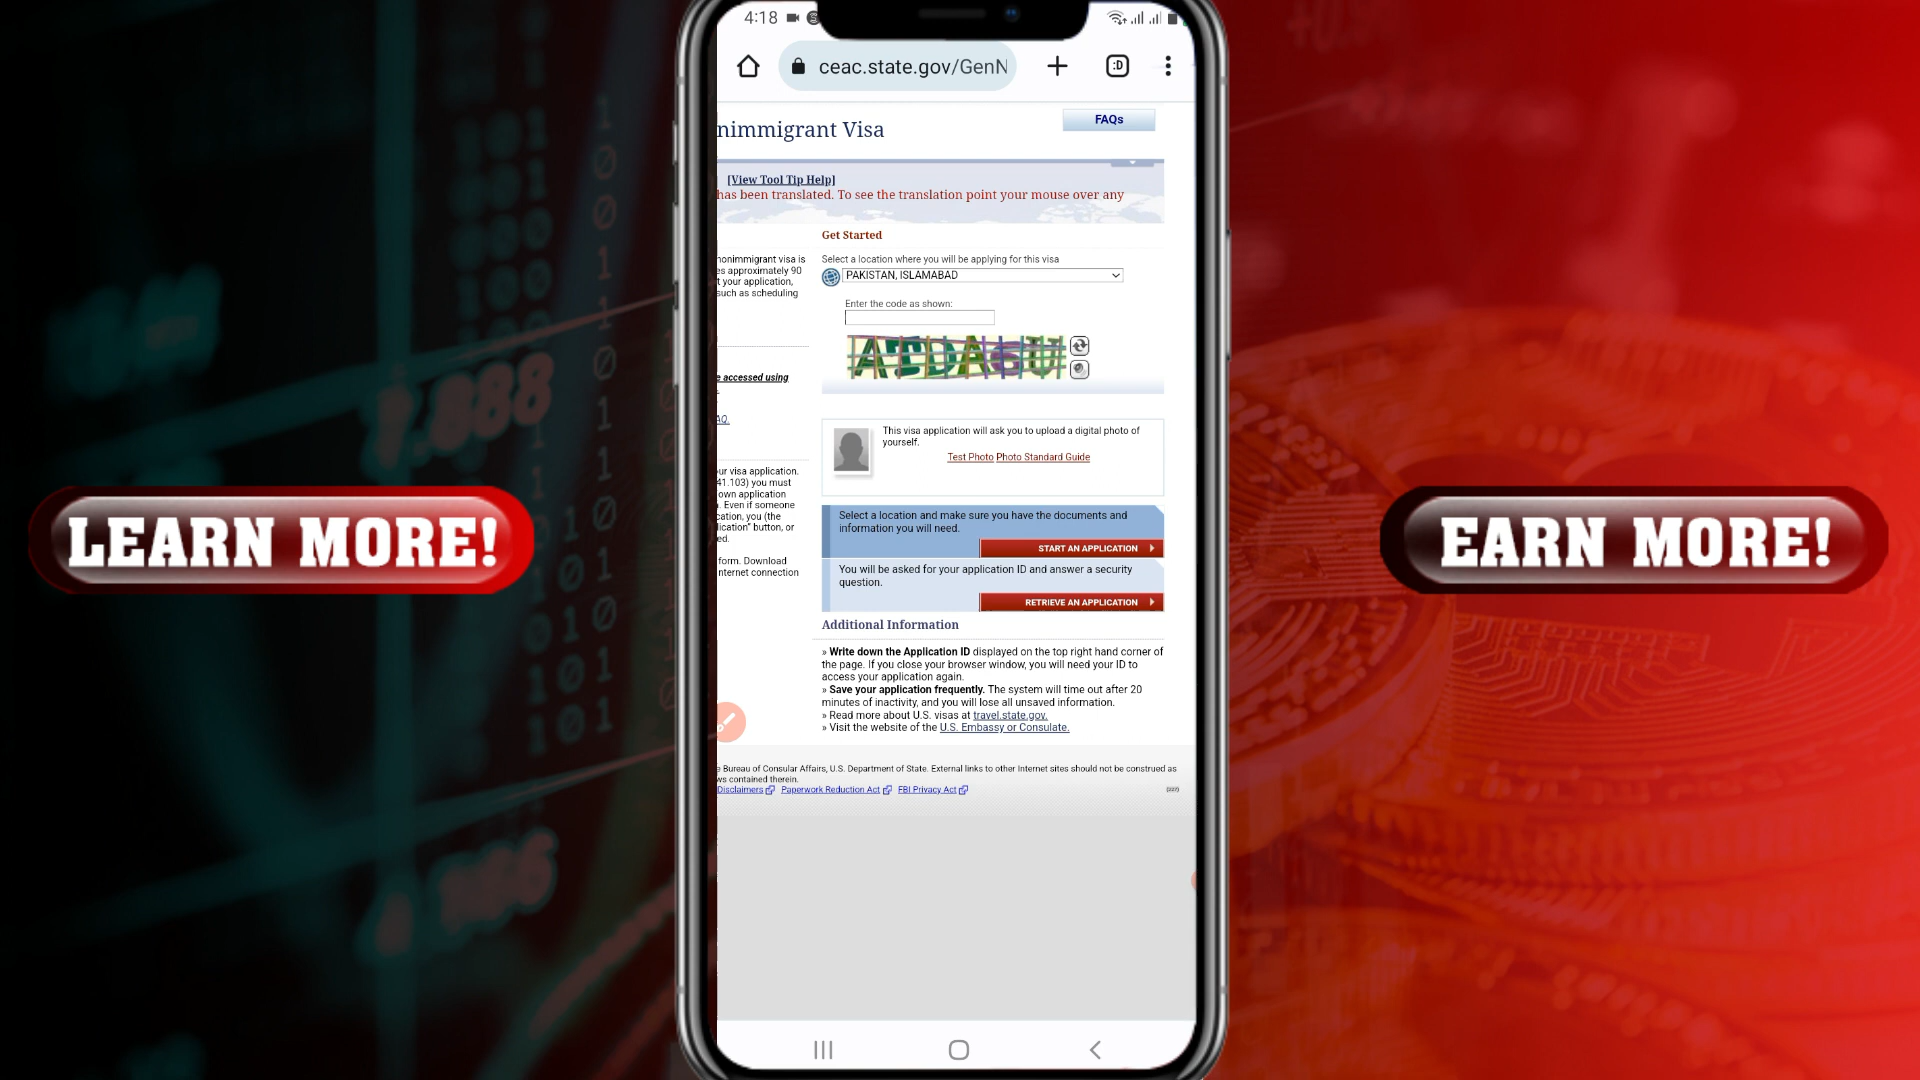 4:18
ceac.state.gov/GenN
:D
nimmigrant Visa
FAQs
[View Tool Tip Help]
has been translated. To see the translation point your mouse over any
Get Started
nonimmigrant visa is
es approximately 90
t your application,
such as scheduling
Select a location where you will be applying for this visa
PAKISTAN, ISLAMABAD
Enter the code as shown:
e accessed using
AQ.
This visa application will ask you to upload a digital photo of
yourself.
Test Photo Photo Standard Guide
ur visa application.
41.103) you must
own application
. Even if someone
cation, you (the
lication" button, or
ed.
form. Download
nternet connection
Select a location and make sure you have the documents and
information you will need.
START AN APPLICATION
You will be asked for your application ID and answer a security
question.
RETRIEVE AN APPLICATION
Additional Information
» Write down the Application ID displayed on the top right hand corner of
the page. If you close your browser window, you will need your ID to
access your application again.
» Save your application frequently. The system will time out after 20
minutes of inactivity, and you will lose all unsaved information.
» Read more about U.S. visas at travel.state.gov.
» Visit the website of the U.S. Embassy or Consulate.
e Bureau of Consular Affairs, U.S. Department of State. External links to other Internet sites should not be construed as
ws contained therein.
Disclaimers Paperwork Reduction Act FBI Privacy Act
LEARN MORE!
EARN MORE!